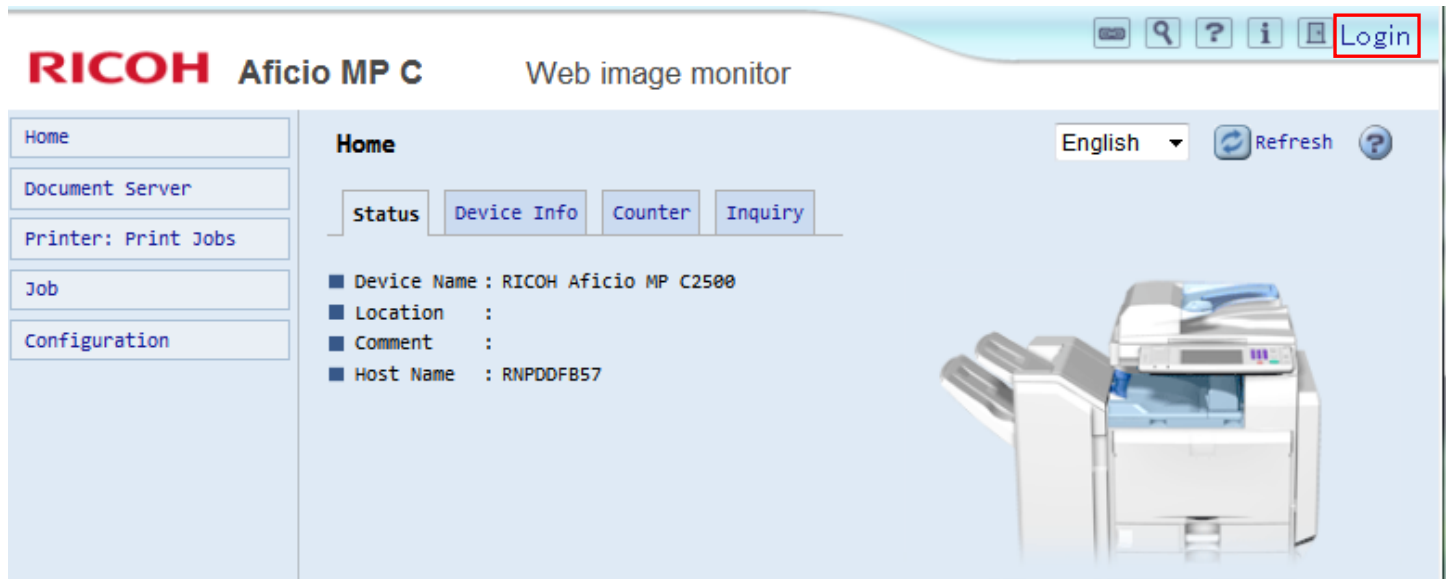 Login
RICOH Aficio MP C Web image monitor
Home
Document Server
Printer: Print Jobs
Job
Configuration
Home
English Refresh
Status Device Info Counter Inquiry
Device Name : RICOH Aficio MP C2500
Location :
Comment :
Host Name : RNPDDFB57